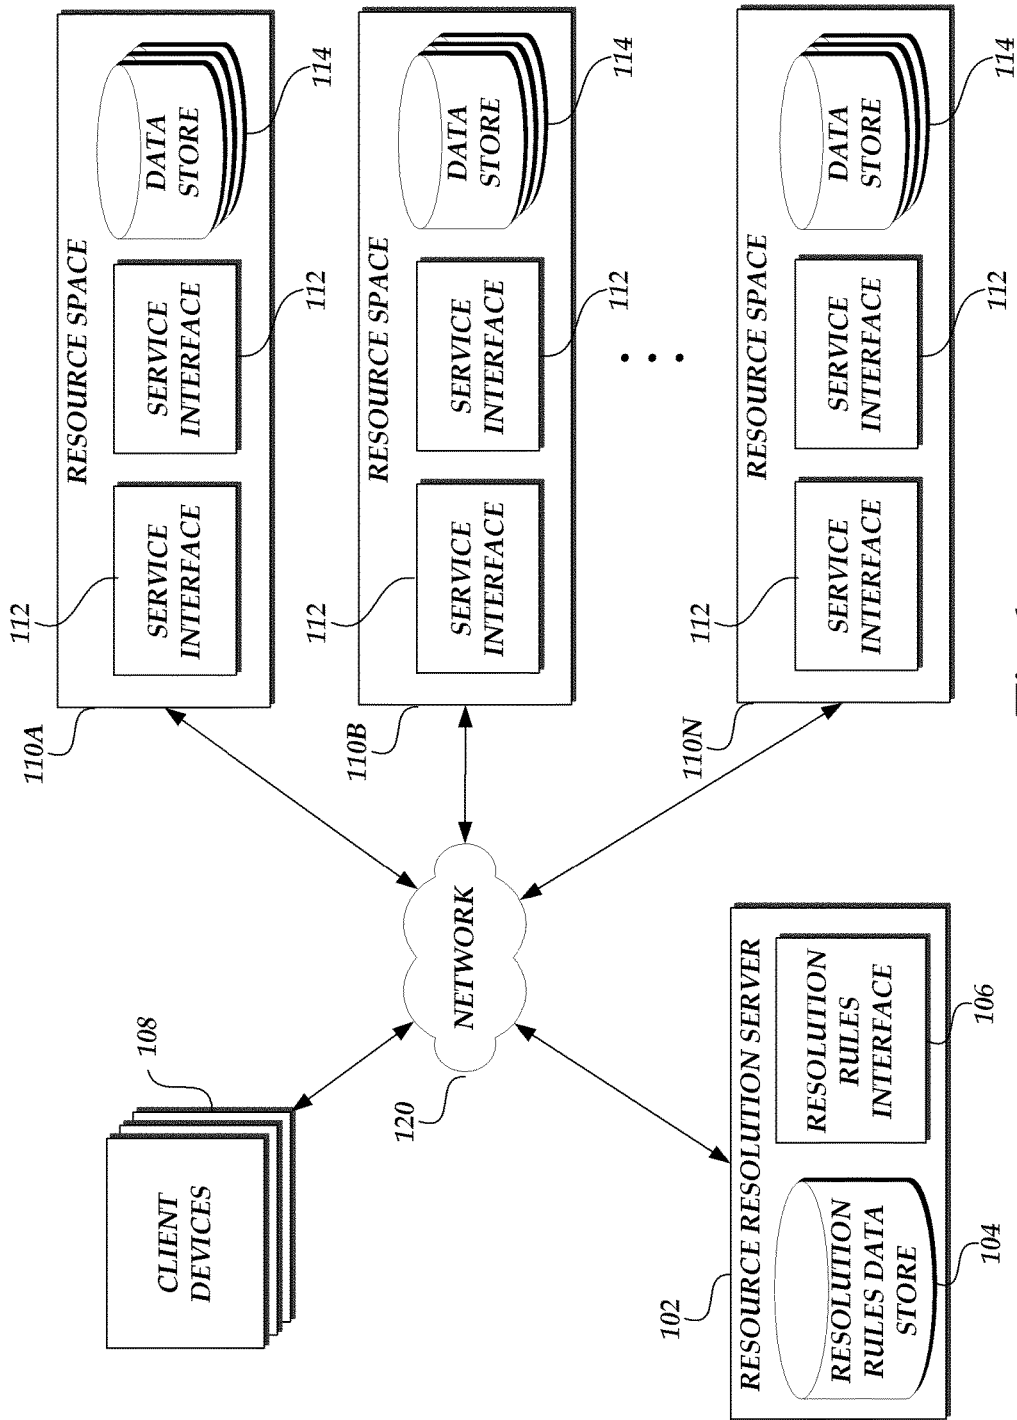 110A
112
RESOURCE SPACE
SERVICE
INTERFACE
SERVICE
INTERFACE
112
DATA
STORE
114
110B
112
RESOURCE SPACE
SERVICE
INTERFACE
SERVICE
INTERFACE
112
DATA
STORE
114
110N
112
RESOURCE SPACE
SERVICE
INTERFACE
SERVICE
INTERFACE
112
DATA
STORE
114
CLIENT
DEVICES
108
120
NETWORK
102
RESOURCE RESOLUTION SERVER
RESOLUTION
RULES DATA
STORE
104
RESOLUTION
RULES
INTERFACE
106